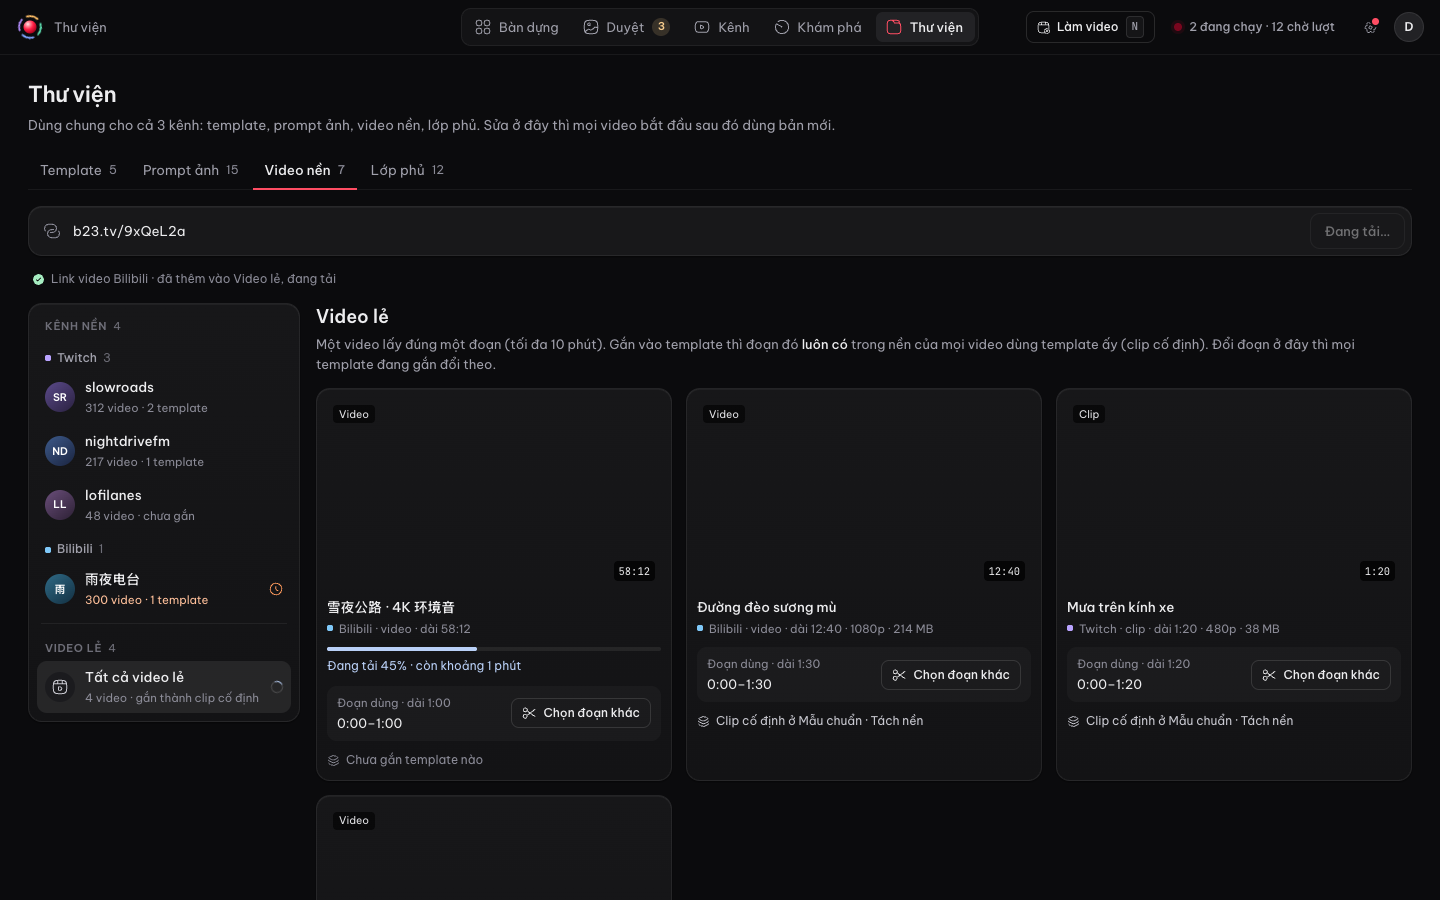 Thư viện
Bàn dựng
Duyệt 3
Kênh
Khám phá
Thư viện
Làm video N
2 đang chạy · 12 chờ lượt
D
Thư viện
Dùng chung cho cả 3 kênh: template, prompt ảnh, video nền, lớp phủ. Sửa ở đây thì mọi video bắt đầu sau đó dùng bản mới.
Template 5
Prompt ảnh 15
Video nền 7
Lớp phủ 12
b23.tv/9xQeL2a
Đang tải...
Link video Bilibili · đã thêm vào Video lẻ, đang tải
KÊNH NỀN 4
Twitch 3
SR
slowroads
312 video · 2 template
ND
nightdrivefm
217 video · 1 template
LL
lofilanes
48 video · chưa gắn
Bilibili 1
雨
雨夜电台
300 video · 1 template
VIDEO LẺ 4
Tất cả video lẻ
4 video · gắn thành clip cố định
Video lẻ
Một video lấy đúng một đoạn (tối đa 10 phút). Gắn vào template thì đoạn đó luôn có trong nền của mọi video dùng template ấy (clip cố định). Đổi đoạn ở đây thì mọi
template đang gắn đổi theo.
Video
58:12
雪夜公路 · 4K 环境音
Bilibili · video · dài 58:12
Đang tải 45% · còn khoảng 1 phút
Đoạn dùng · dài 1:00
0:00–1:00
Chọn đoạn khác
Chưa gắn template nào
Video
12:40
Đường đèo sương mù
Bilibili · video · dài 12:40 · 1080p · 214 MB
Đoạn dùng · dài 1:30
0:00–1:30
Chọn đoạn khác
Clip cố định ở Mẫu chuẩn · Tách nền
Clip
1:20
Mưa trên kính xe
Twitch · clip · dài 1:20 · 480p · 38 MB
Đoạn dùng · dài 1:20
0:00–1:20
Chọn đoạn khác
Clip cố định ở Mẫu chuẩn · Tách nền
Video